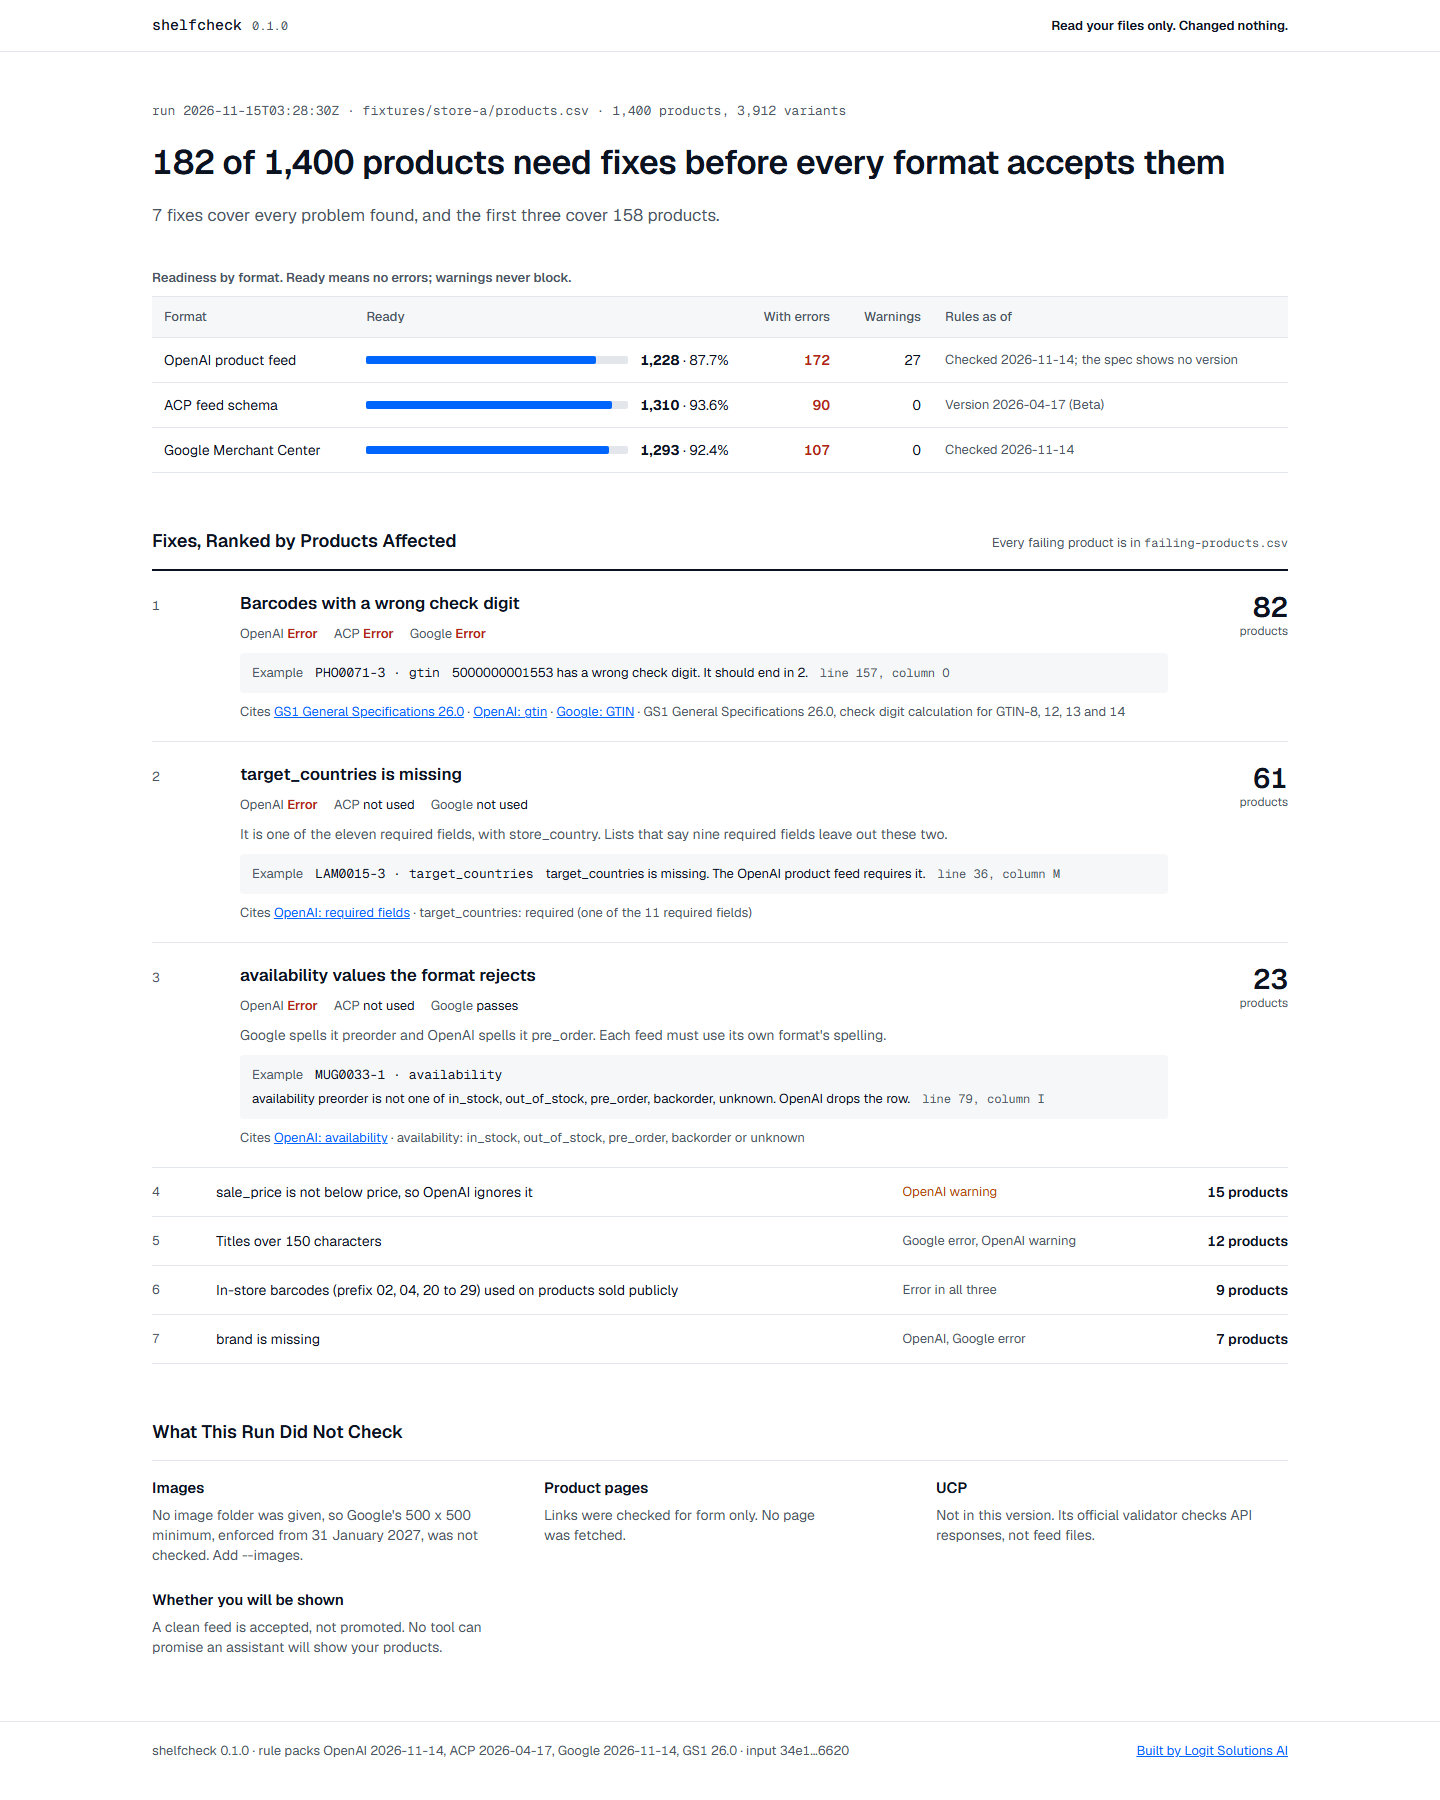 shelfcheck 0.1.0
Read your files only. Changed nothing.
run 2026-11-15T03:28:30Z · fixtures/store-a/products.csv · 1,400 products, 3,912 variants
182 of 1,400 products need fixes before every format accepts them
7 fixes cover every problem found, and the first three cover 158 products.
Readiness by format. Ready means no errors; warnings never block.
Format Ready With errors Warnings Rules as of
OpenAI product feed 1,228 · 87.7% 172 27 Checked 2026-11-14; the spec shows no version
ACP feed schema 1,310 · 93.6% 90 0 Version 2026-04-17 (Beta)
Google Merchant Center 1,293 · 92.4% 107 0 Checked 2026-11-14
Fixes, Ranked by Products Affected
Every failing product is in failing-products.csv
1 Barcodes with a wrong check digit 82
OpenAI Error ACP Error Google Error products
Example PHO0071-3 · gtin 5000000001553 has a wrong check digit. It should end in 2. line 157, column O
Cites GS1 General Specifications 26.0 · OpenAI: gtin · Google: GTIN · GS1 General Specifications 26.0, check digit calculation for GTIN-8, 12, 13 and 14
2 target_countries is missing 61
OpenAI Error ACP not used Google not used products
It is one of the eleven required fields, with store_country. Lists that say nine required fields leave out these two.
Example LAM0015-3 · target_countries target_countries is missing. The OpenAI product feed requires it. line 36, column M
Cites OpenAI: required fields · target_countries: required (one of the 11 required fields)
3 availability values the format rejects 23
OpenAI Error ACP not used Google passes products
Google spells it preorder and OpenAI spells it pre_order. Each feed must use its own format's spelling.
Example MUG0033-1 · availability
availability preorder is not one of in_stock, out_of_stock, pre_order, backorder, unknown. OpenAI drops the row. line 79, column I
Cites OpenAI: availability · availability: in_stock, out_of_stock, pre_order, backorder or unknown
4 sale_price is not below price, so OpenAI ignores it OpenAI warning 15 products
5 Titles over 150 characters Google error, OpenAI warning 12 products
6 In-store barcodes (prefix 02, 04, 20 to 29) used on products sold publicly Error in all three 9 products
7 brand is missing OpenAI, Google error 7 products
What This Run Did Not Check
Images
No image folder was given, so Google's 500 x 500
minimum, enforced from 31 January 2027, was not
checked. Add --images.
Product pages
Links were checked for form only. No page
was fetched.
UCP
Not in this version. Its official validator checks API
responses, not feed files.
Whether you will be shown
A clean feed is accepted, not promoted. No tool can
promise an assistant will show your products.
shelfcheck 0.1.0 · rule packs OpenAI 2026-11-14, ACP 2026-04-17, Google 2026-11-14, GS1 26.0 · input 34e1…6620
Built by Logit Solutions AI